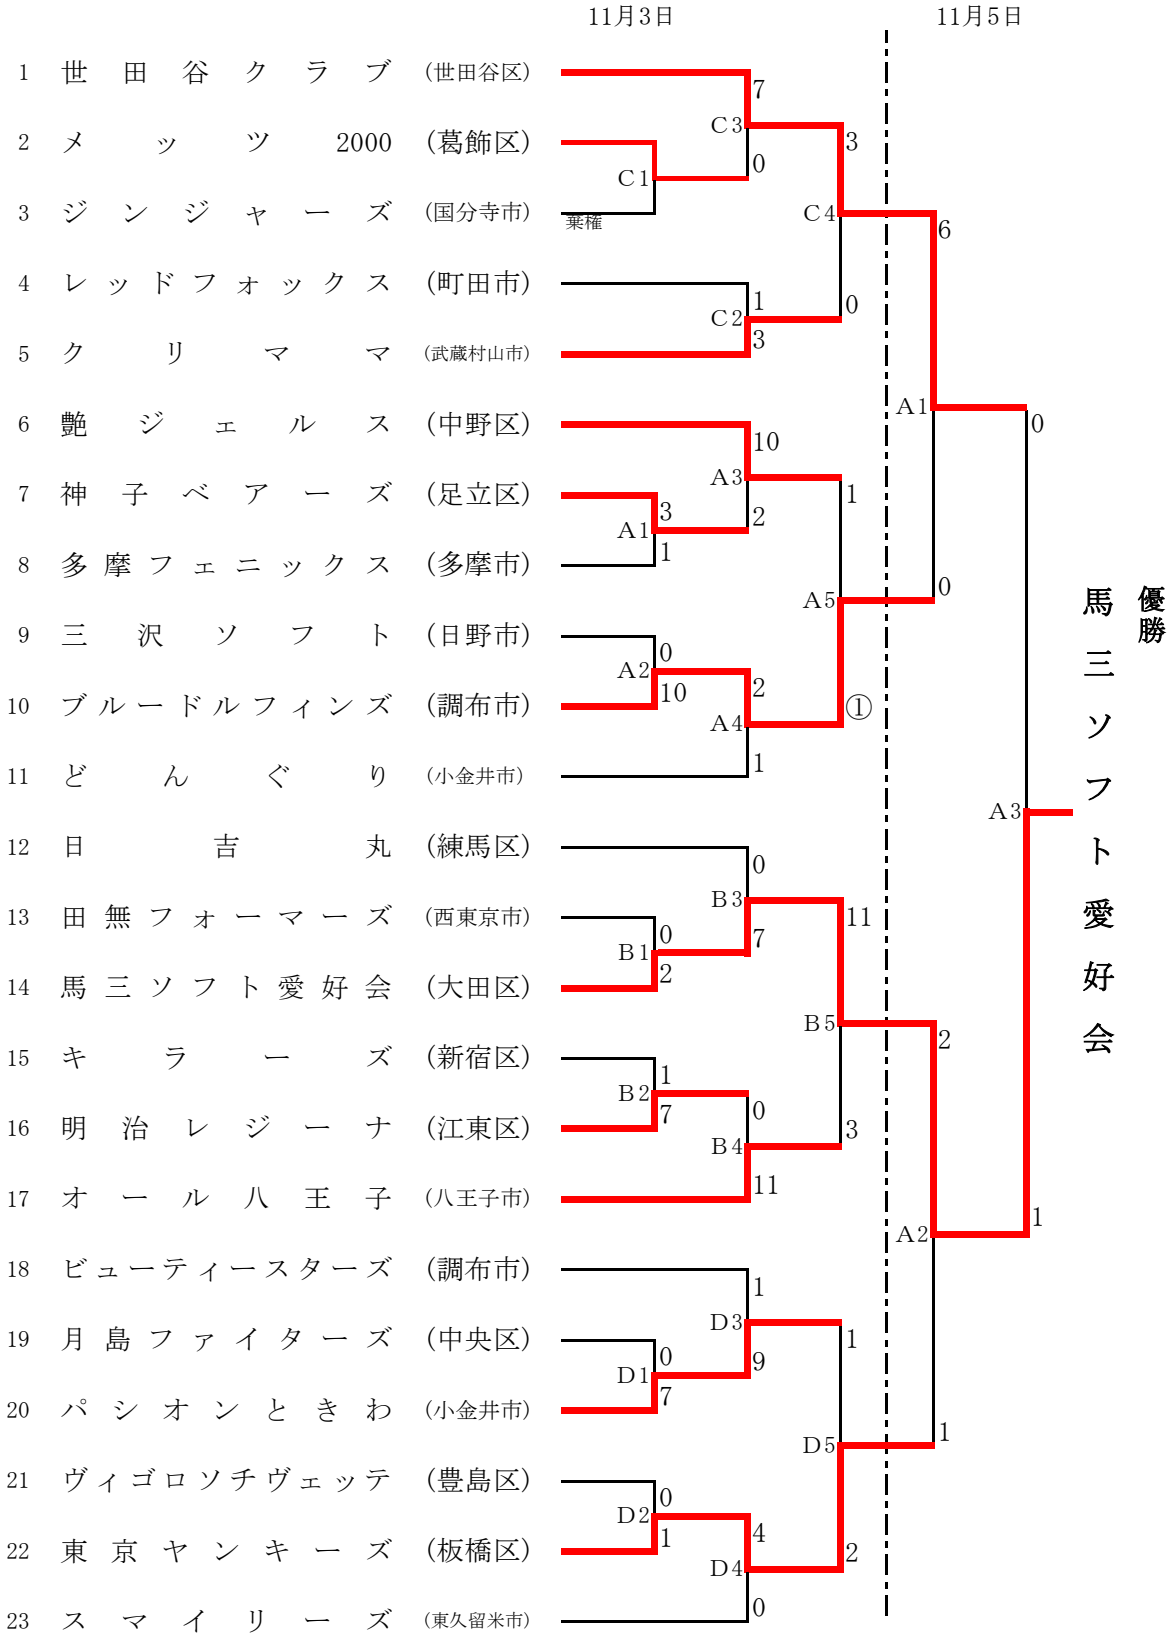 11月3日 11月5日
1 世田谷クラブ (世田谷区)
7
C3
3
2 メッツ2000 (葛飾区)
0
C1
3 ジンジャーズ (国分寺市)
棄権
C4
6
4 レッドフォックス (町田市)
1
0
C2
3
5 クリママ (武蔵村山市)
A1
0
6 艶ジェルス (中野区)
10
A3
1
7 神子ベアーズ (足立区)
3
2
A1
1
8 多摩フェニックス (多摩市)
0
A5
9 三沢ソフト (日野市)
0
A2
10
2
10 ブルードルフィンズ (調布市)
①
A4
1
11 どんぐり (小金井市)
A3
優勝
馬三ソフト愛好会
12 日吉丸 (練馬区)
0
B3
11
13 田無フォーマーズ (西東京市)
0
7
B1
2
14 馬三ソフト愛好会 (大田区)
B5
2
15 キラーズ (新宿区)
1
B2
7
0
16 明治レジーナ (江東区)
3
B4
11
17 オール八王子 (八王子市)
1
A2
18 ビューティースターズ (調布市)
1
D3
1
19 月島ファイターズ (中央区)
0
9
D1
7
20 パシオンときわ (小金井市)
1
D5
21 ヴィゴロソチヴェッテ (豊島区)
0
D2
1
4
22 東京ヤンキーズ (板橋区)
2
D4
0
23 スマイリーズ (東久留米市)